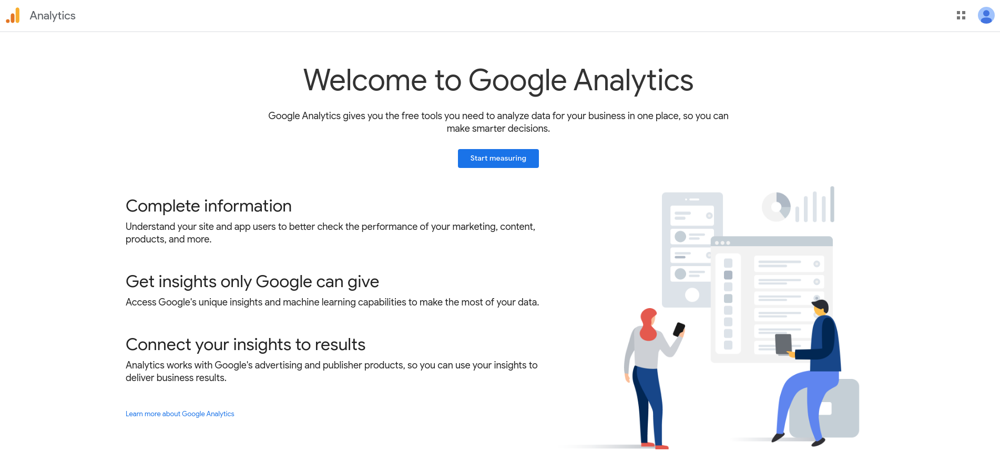 Analytics
Welcome to Google Analytics
Google Analytics gives you the free tools you need to analyze data for your business in one place, so you can
make smarter decisions.
Start measuring
Complete information
Understand your site and app users to better check the performance of your marketing, content,
products, and more.
Get insights only Google can give
Access Google's unique insights and machine learning capabilities to make the most of your data.
Connect your insights to results
Analytics works with Google's advertising and publisher products, so you can use your insights to
deliver business results.
Learn more about Google Analytics